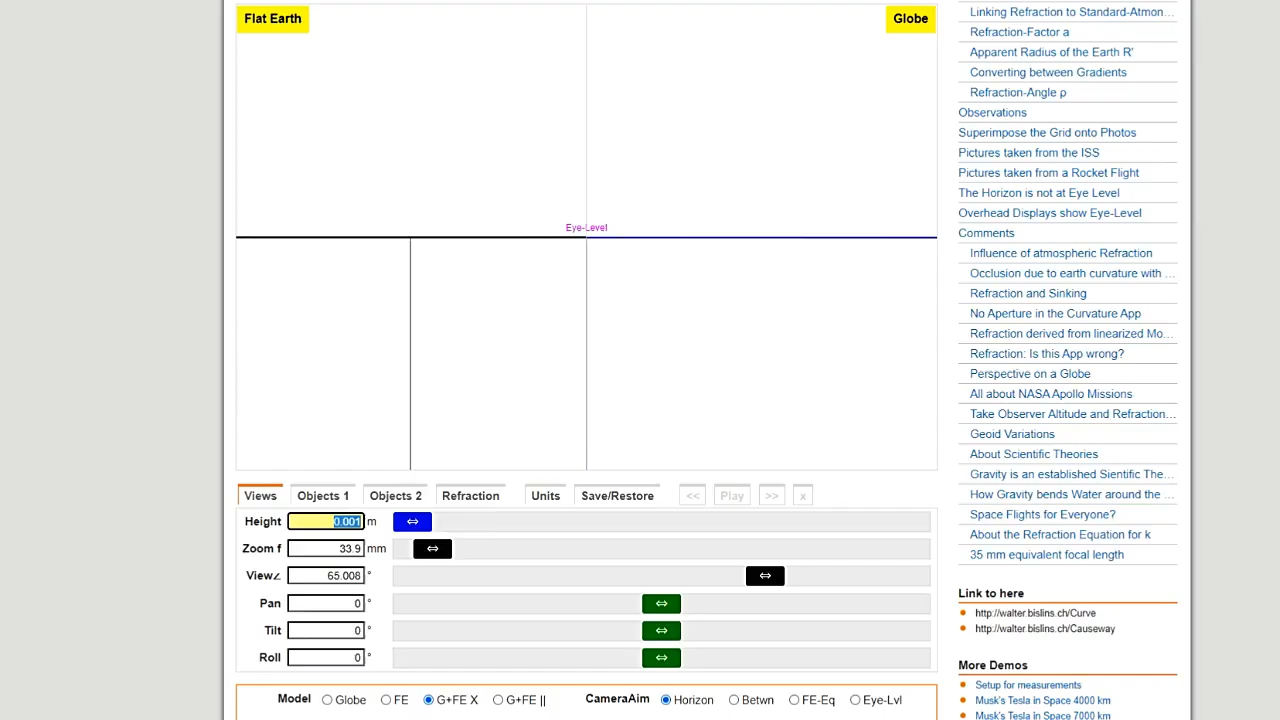 Flat Earth
Globe
Eye-Level
Views
Objects 1
Objects 2
Refraction
Units
Save/Restore
<<
Play
>>
x
Height 0.001 m
Zoom f 33.9 mm
View∠ 65.008 °
Pan 0 °
Tilt 0 °
Roll 0 °
Model Globe FE G+FE X G+FE || CameraAim Horizon Betwn FE-Eq Eye-Lvl
Linking Refraction to Standard-Atmon...
Refraction-Factor a
Apparent Radius of the Earth R'
Converting between Gradients
Refraction-Angle ρ
Observations
Superimpose the Grid onto Photos
Pictures taken from the ISS
Pictures taken from a Rocket Flight
The Horizon is not at Eye Level
Overhead Displays show Eye-Level
Comments
Influence of atmospheric Refraction
Occlusion due to earth curvature with ...
Refraction and Sinking
No Aperture in the Curvature App
Refraction derived from linearized Mo...
Refraction: Is this App wrong?
Perspective on a Globe
All about NASA Apollo Missions
Take Observer Altitude and Refraction...
Geoid Variations
About Scientific Theories
Gravity is an established Sientific The...
How Gravity bends Water around the ...
Space Flights for Everyone?
About the Refraction Equation for k
35 mm equivalent focal length
Link to here
http://walter.bislins.ch/Curve
http://walter.bislins.ch/Causeway
More Demos
Setup for measurements
Musk's Tesla in Space 4000 km
Musk's Tesla in Space 7000 km